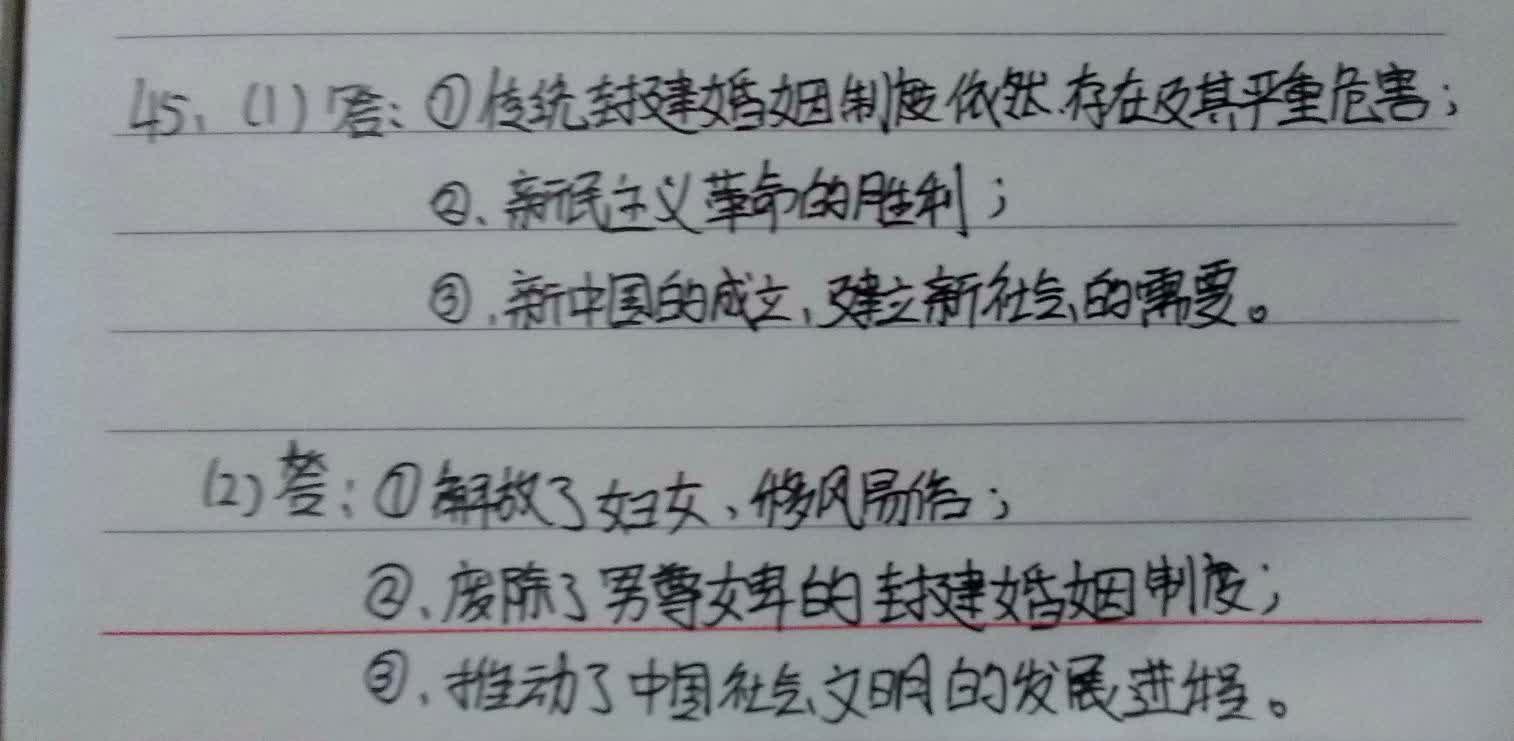 45、(1)答:①传统封建婚姻制度依然存在及其严重危害;
②、新民主义革命的胜利;
③、新中国的成立、建立新社会的需要。
(2)答:①解放了妇女、移风易俗;
②、废除了男尊女卑的封建婚姻制度;
③、推动了中国社会文明的发展进程。